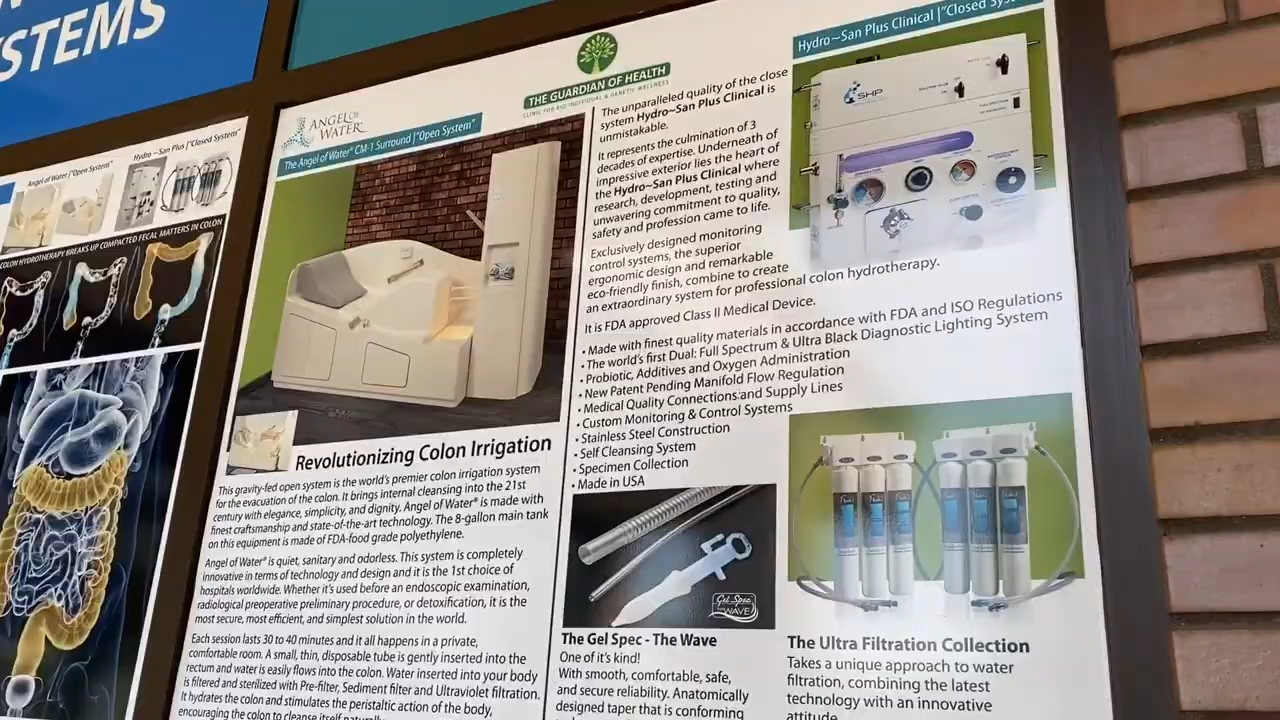 STEMS
Angel of Water | "Open System"
Hydro~San Plus | "Closed System"
COLON HYDROTHERAPY BREAKS UP COMPACTED FECAL MATTERS IN COLON
THE GUARDIAN OF HEALTH
CLINIC FOR BIO-INDIVIDUAL & GENETIC WELLNESS
ANGEL OF
WATER
The Angel of Water® CM-1 Surround | "Open System"
Revolutionizing Colon Irrigation
This gravity-fed open system is the world's premier colon irrigation system
for the evacuation of the colon. It brings internal cleansing into the 21st
century with elegance, simplicity, and dignity. Angel of Water® is made with
finest craftsmanship and state-of-the-art technology. The 8-gallon main tank
on this equipment is made of FDA-food grade polyethylene.
Angel of Water® is quiet, sanitary and odorless. This system is completely
innovative in terms of technology and design and it is the 1st choice of
hospitals worldwide. Whether it's used before an endoscopic examination,
radiological preoperative preliminary procedure, or detoxification, it is the
most secure, most efficient, and simplest solution in the world.
Each session lasts 30 to 40 minutes and it all happens in a private,
comfortable room. A small, thin, disposable tube is gently inserted into the
rectum and water is easily flows into the colon. Water inserted into your body
is filtered and sterilized with Pre-filter, Sediment filter and Ultraviolet filtration.
It hydrates the colon and stimulates the peristaltic action of the body,
encouraging the colon to cleanse itself naturally
The unparalleled quality of the close
system Hydro~San Plus Clinical is
unmistakable.
It represents the culmination of 3
decades of expertise. Underneath of
impressive exterior lies the heart of
the Hydro~San Plus Clinical where
research, development, testing and
unwavering commitment to quality,
safety and profession came to life.
Exclusively designed monitoring
control systems, the superior
ergonomic design and remarkable
eco-friendly finish, combine to create
an extraordinary system for professional colon hydrotherapy.
It is FDA approved Class II Medical Device.
• Made with finest quality materials in accordance with FDA and ISO Regulations
• The world's first Dual: Full Spectrum & Ultra Black Diagnostic Lighting System
• Probiotic, Additives and Oxygen Administration
• New Patent Pending Manifold Flow Regulation
• Medical Quality Connections and Supply Lines
• Custom Monitoring & Control Systems
• Stainless Steel Construction
• Self Cleansing System
• Specimen Collection
• Made in USA
Hydro~San Plus Clinical | "Closed Sys
SHP
Gel Spec
The WAVE!
The Gel Spec - The Wave
One of it's kind!
With smooth, comfortable, safe,
and secure reliability. Anatomically
designed taper that is conforming
The Ultra Filtration Collection
Takes a unique approach to water
filtration, combining the latest
technology with an innovative
attitude